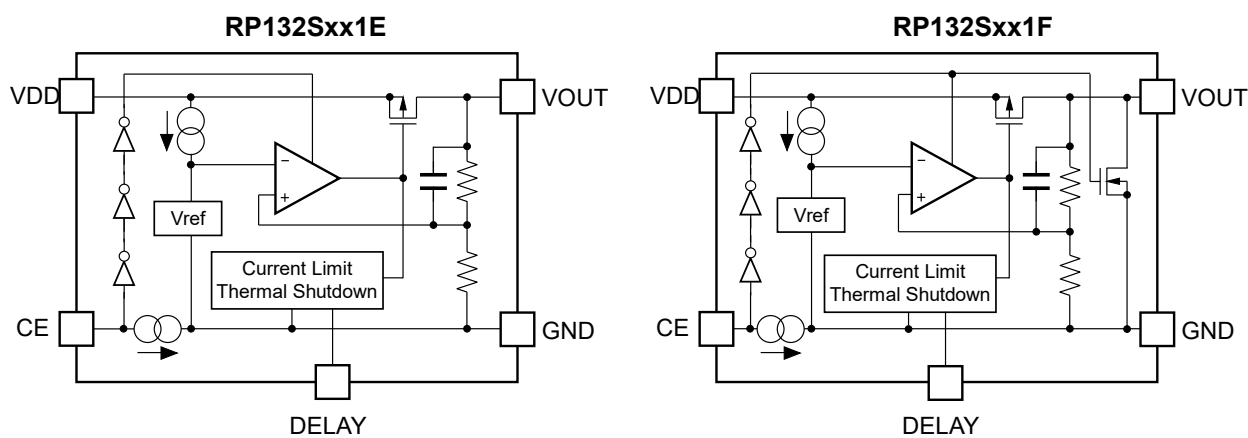 RP132Sxx1E
VDD
VOUT
−
+
Vref
Current Limit
Thermal Shutdown
CE
GND
DELAY
RP132Sxx1F
VDD
VOUT
−
+
Vref
Current Limit
Thermal Shutdown
CE
GND
DELAY